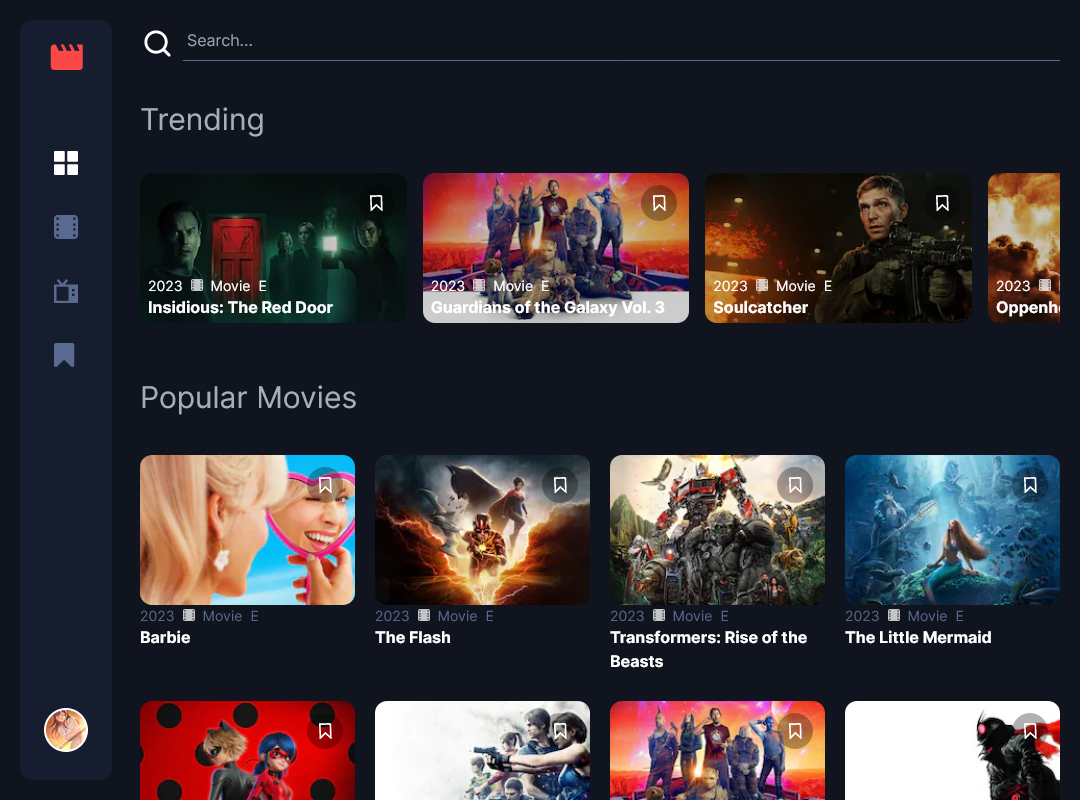 Search...
Trending
2023 Movie E
Insidious: The Red Door
2023 Movie E
Guardians of the Galaxy Vol. 3
2023 Movie E
Soulcatcher
2023
Oppenh
Popular Movies
2023 Movie E
Barbie
2023 Movie E
The Flash
2023 Movie E
Transformers: Rise of the
Beasts
2023 Movie E
The Little Mermaid